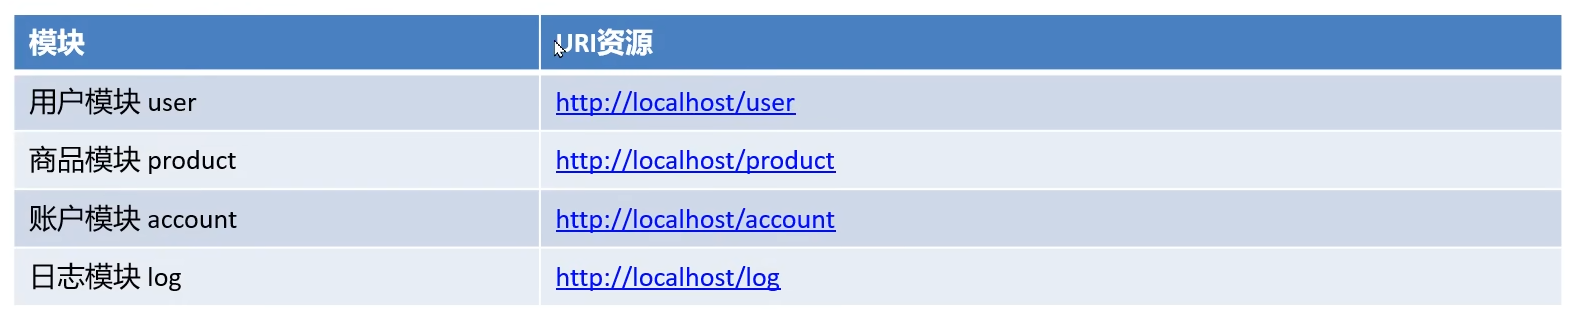 模块 URI资源
用户模块 user http://localhost/user
商品模块 product http://localhost/product
账户模块 account http://localhost/account
日志模块 log http://localhost/log